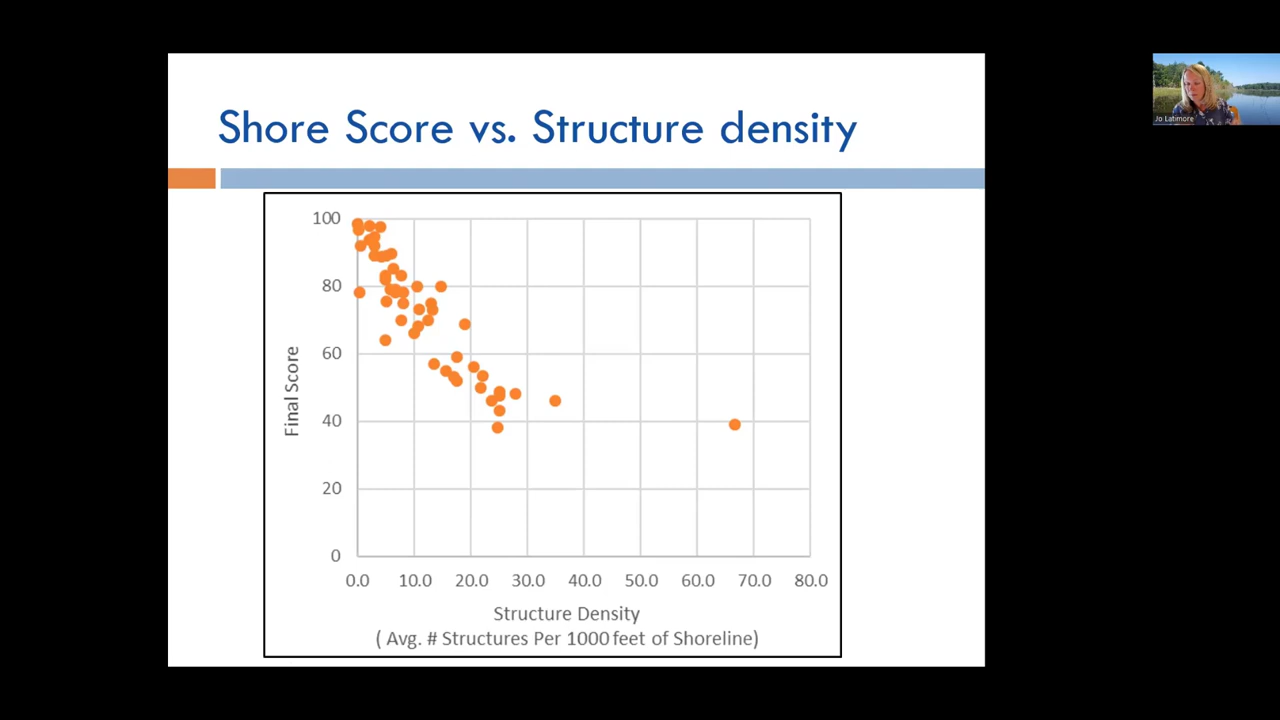 Shore Score vs. Structure density
100
80
60
40
20
0
Final Score
0.0 10.0 20.0 30.0 40.0 50.0 60.0 70.0 80.0
Structure Density
( Avg. # Structures Per 1000 feet of Shoreline)
Jo Latimore